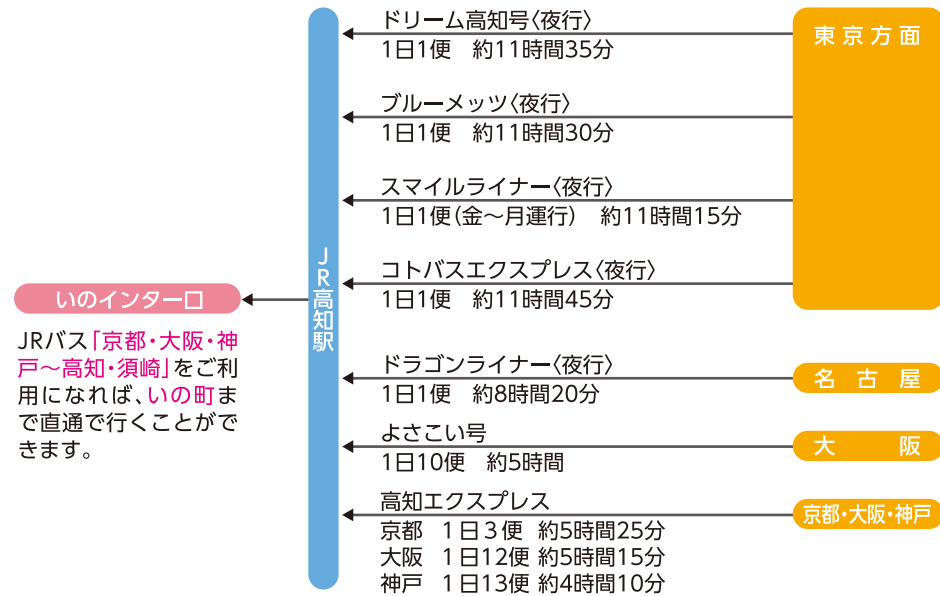 ドリーム高知号〈夜行〉
1日1便　約11時間35分
東京方面
ブルーメッツ〈夜行〉
1日1便　約11時間30分
スマイルライナー〈夜行〉
1日1便（金～月運行）　約11時間15分
コトバスエクスプレス〈夜行〉
1日1便　約11時間45分
JR高知駅
いのインター口
JRバス「京都・大阪・神
戸～高知・須崎」をご利
用になれば、いの町ま
で直通で行くことがで
きます。
ドラゴンライナー〈夜行〉
1日1便　約8時間20分
名古屋
よさこい号
1日10便　約5時間
大阪
高知エクスプレス
京都・大阪・神戸
京都　1日3便　約5時間25分
大阪　1日12便　約5時間15分
神戸　1日13便　約4時間10分